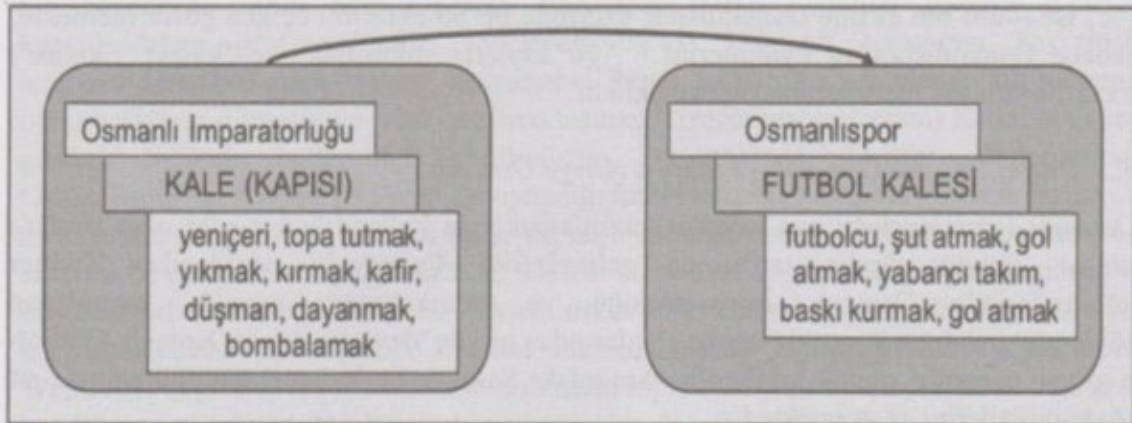 Osmanlı İmparatorluğu
KALE (KAPISI)
yeniçeri, topa tutmak,
yıkmak, kırmak, kafir,
düşman, dayanmak,
bombalamak
Osmanlıspor
FUTBOL KALESİ
futbolcu, şut atmak, gol
atmak, yabancı takım,
baskı kurmak, gol atmak